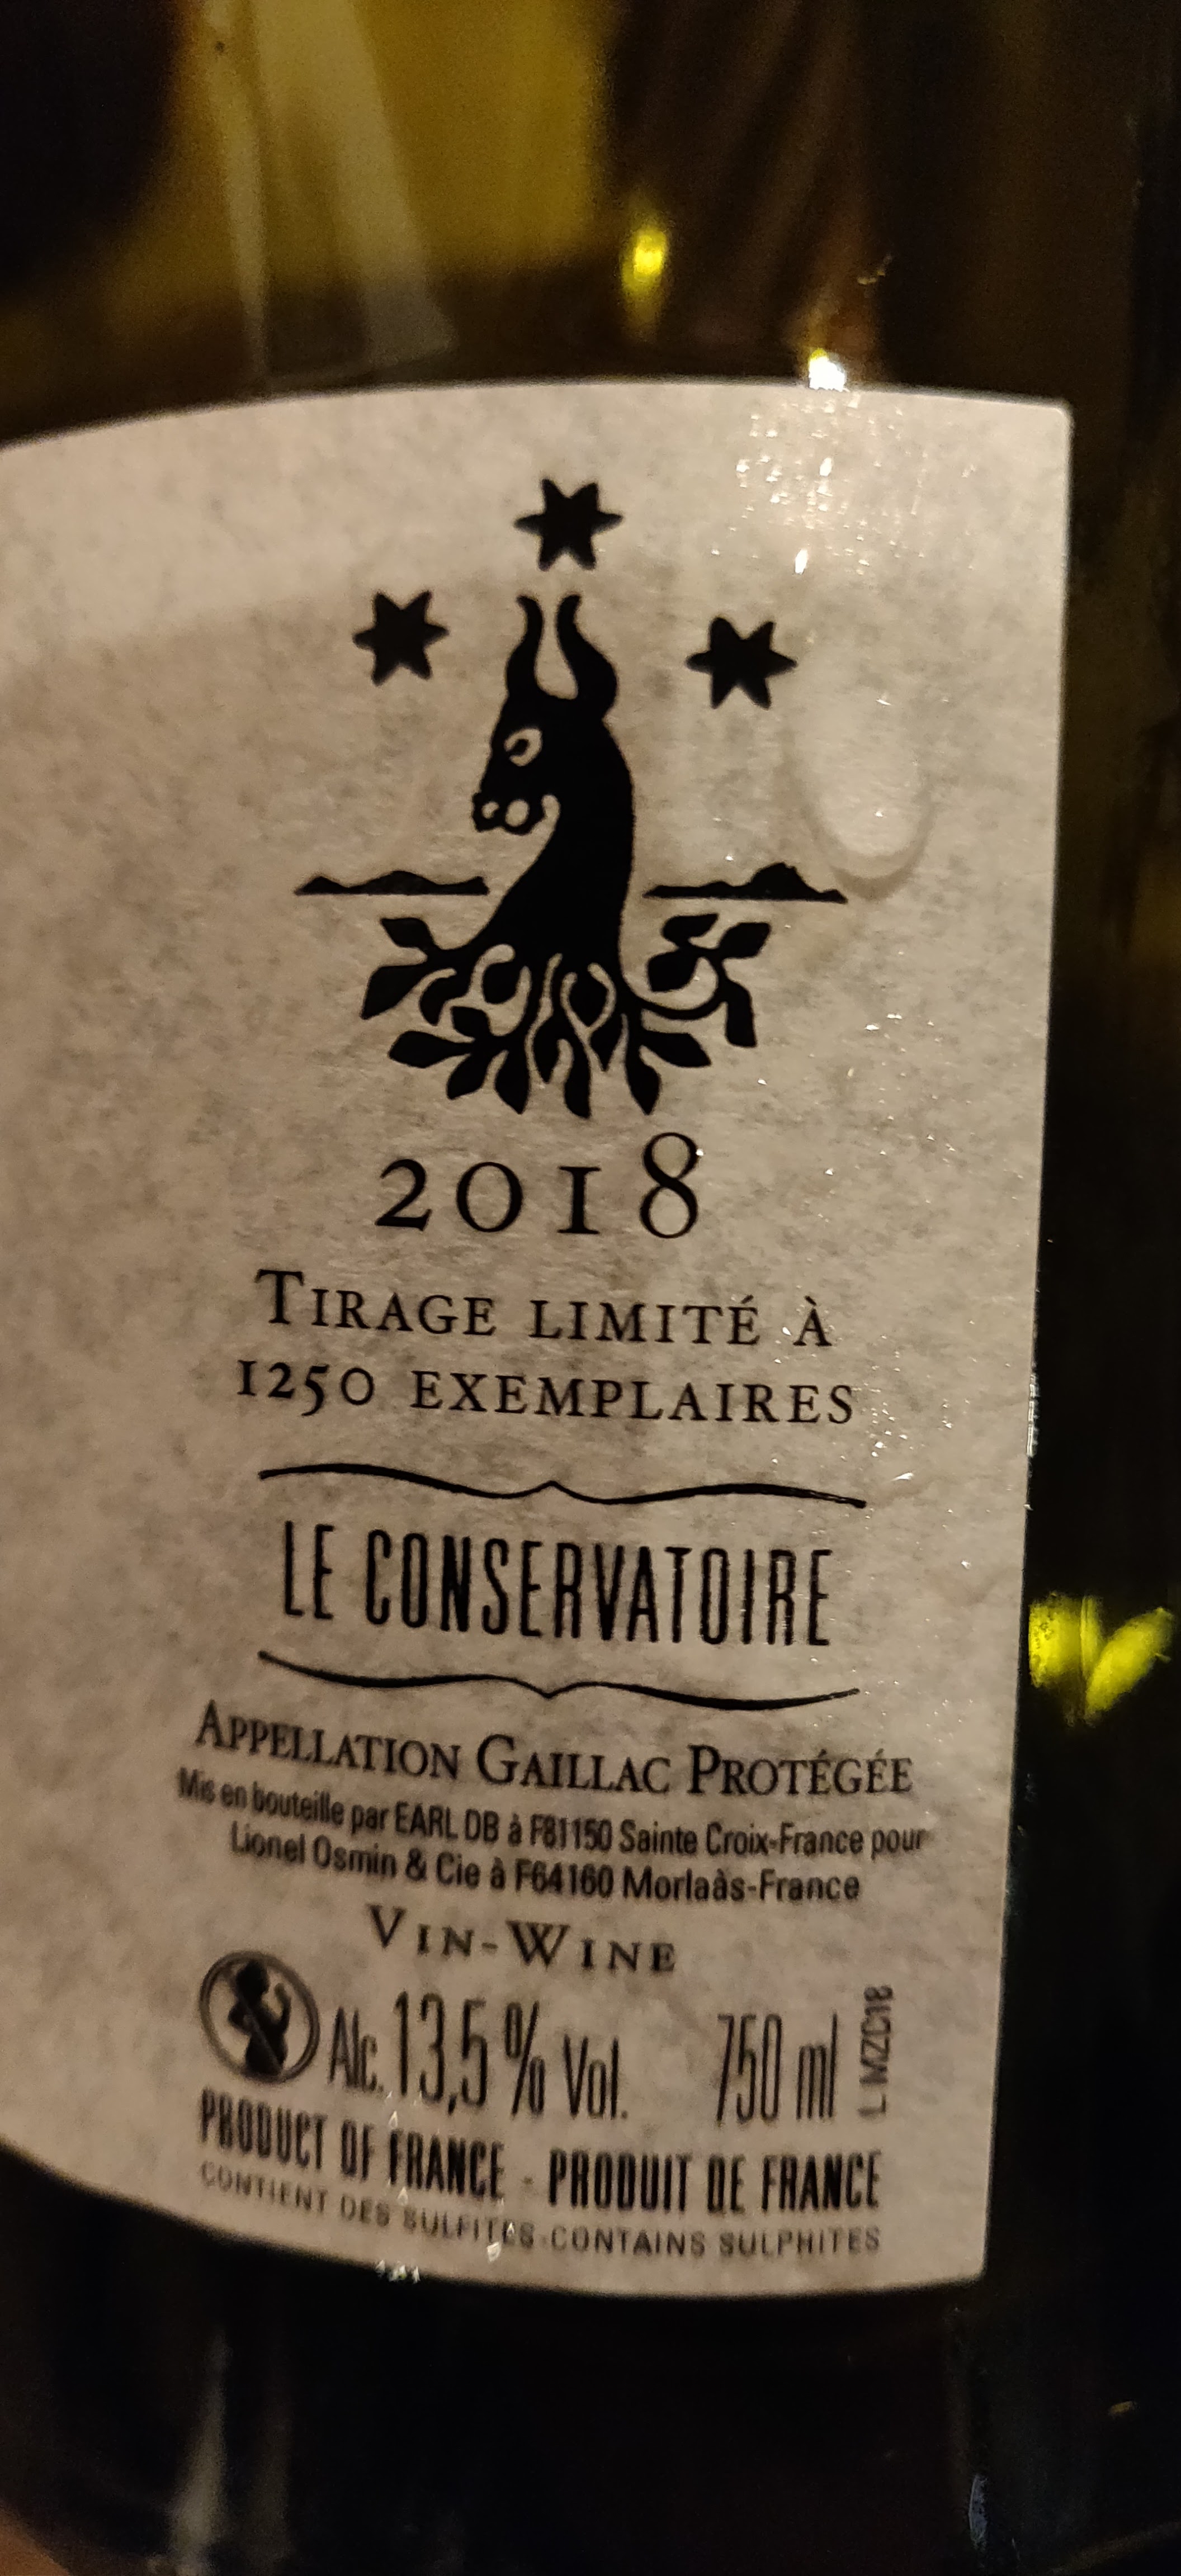 2018
TIRAGE LIMITÉ À
1250 EXEMPLAIRES
LE CONSERVATOIRE
APPELLATION GAILLAC PROTÉGÉE
Mis en bouteille par EARL DB à F81150 Sainte Croix-France pour
Lionel Osmin & Cie à F64160 Morlaàs-France
VIN-WINE
Alc. 13,5 % Vol. 750 ml
L MZC18
PRODUCT OF FRANCE - PRODUIT DE FRANCE
CONTIENT DES SULFITES-CONTAINS SULPHITES